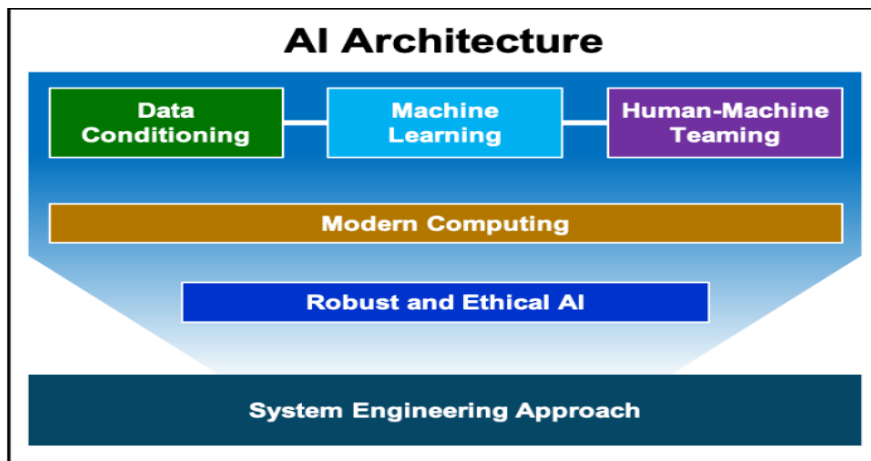 AI Architecture
Data
Conditioning
Machine
Learning
Human-Machine
Teaming
Modern Computing
Robust and Ethical AI
System Engineering Approach